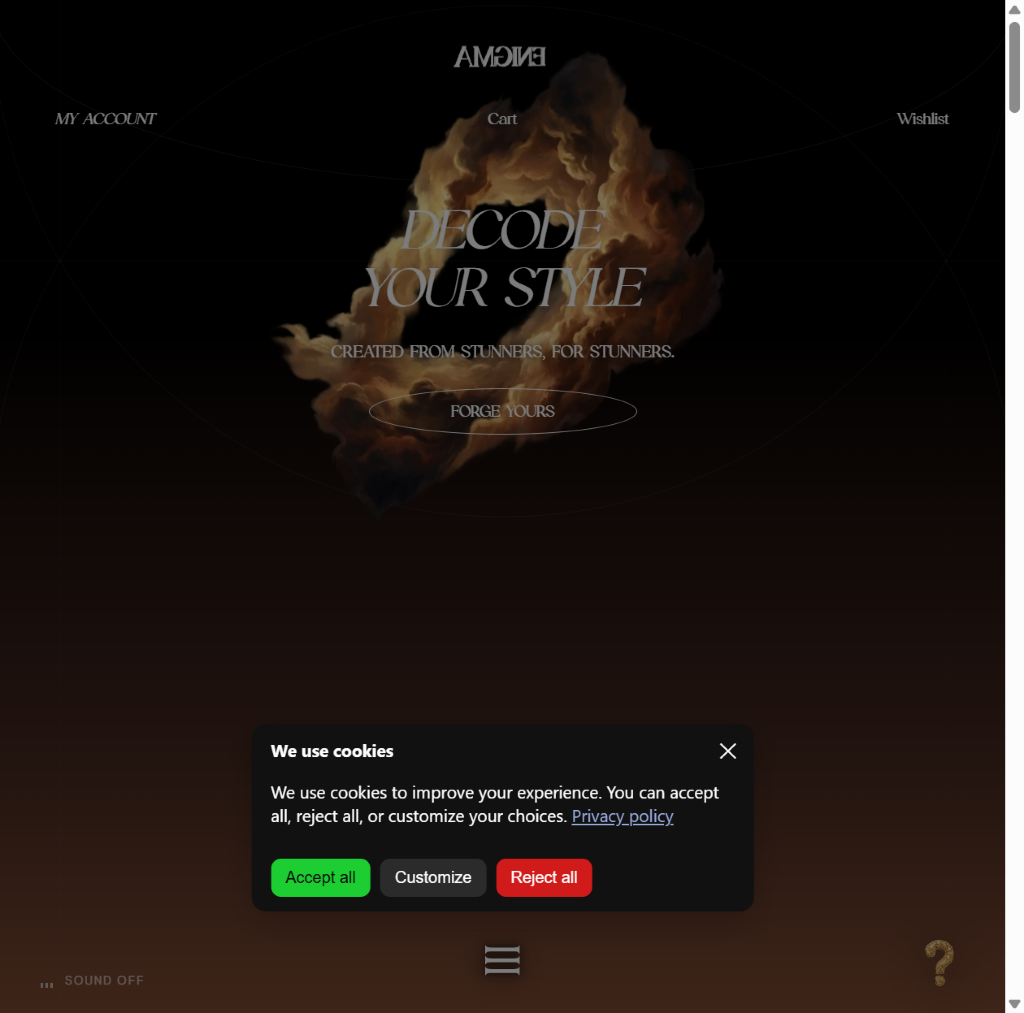 ENIGMA
MY ACCOUNT
Cart
Wishlist
DECODE
YOUR STYLE
CREATED FROM STUNNERS, FOR STUNNERS.
FORGE YOURS
We use cookies
We use cookies to improve your experience. You can accept
all, reject all, or customize your choices. Privacy policy
Accept all
Customize
Reject all
SOUND OFF
?